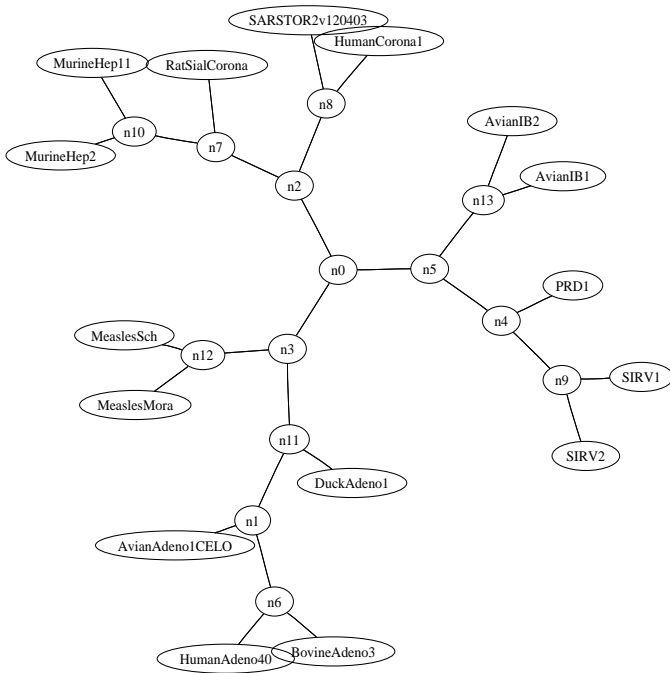 SARSTOR2v120403
HumanCorona1
MurineHep11
RatSialCorona
n8
AvianIB2
n10
n7
MurineHep2
AvianIB1
n2
n13
n0
n5
PRD1
n4
MeaslesSch
n12
n3
n9
SIRV1
MeaslesMora
n11
SIRV2
DuckAdeno1
n1
AvianAdeno1CELO
n6
HumanAdeno40
BovineAdeno3